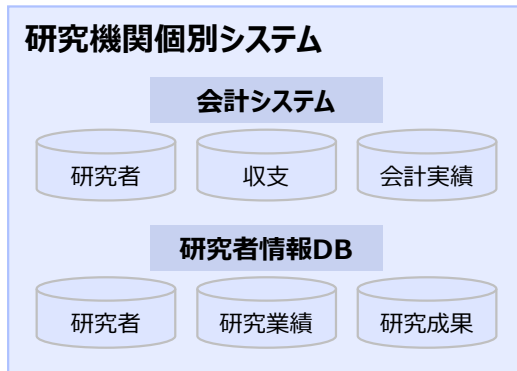 研究機関個別システム
会計システム
研究者 収支 会計実績
研究者情報DB
研究者 研究業績 研究成果